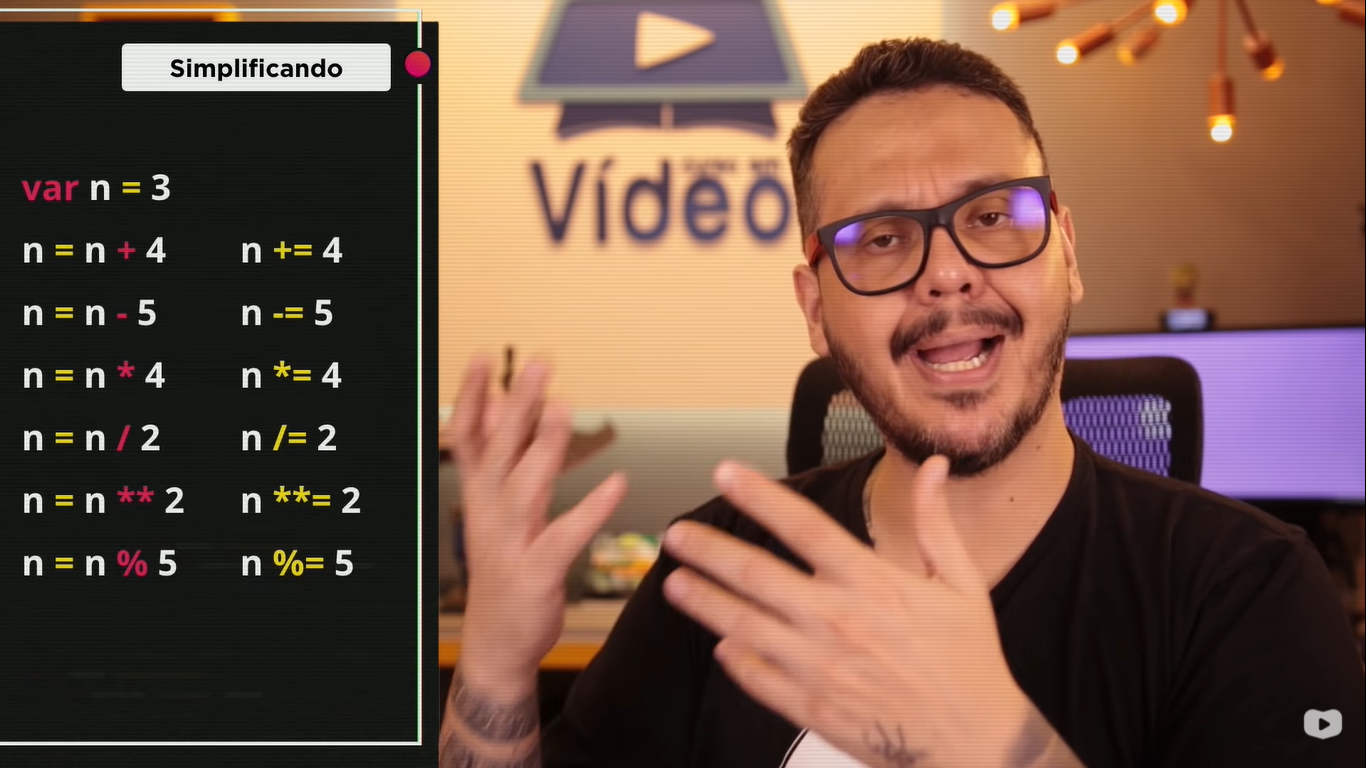 Simplificando
var n = 3
n = n + 4 n += 4
n = n - 5 n -= 5
n = n * 4 n *= 4
n = n / 2 n /= 2
n = n ** 2 n **= 2
n = n % 5 n %= 5
Vídeo